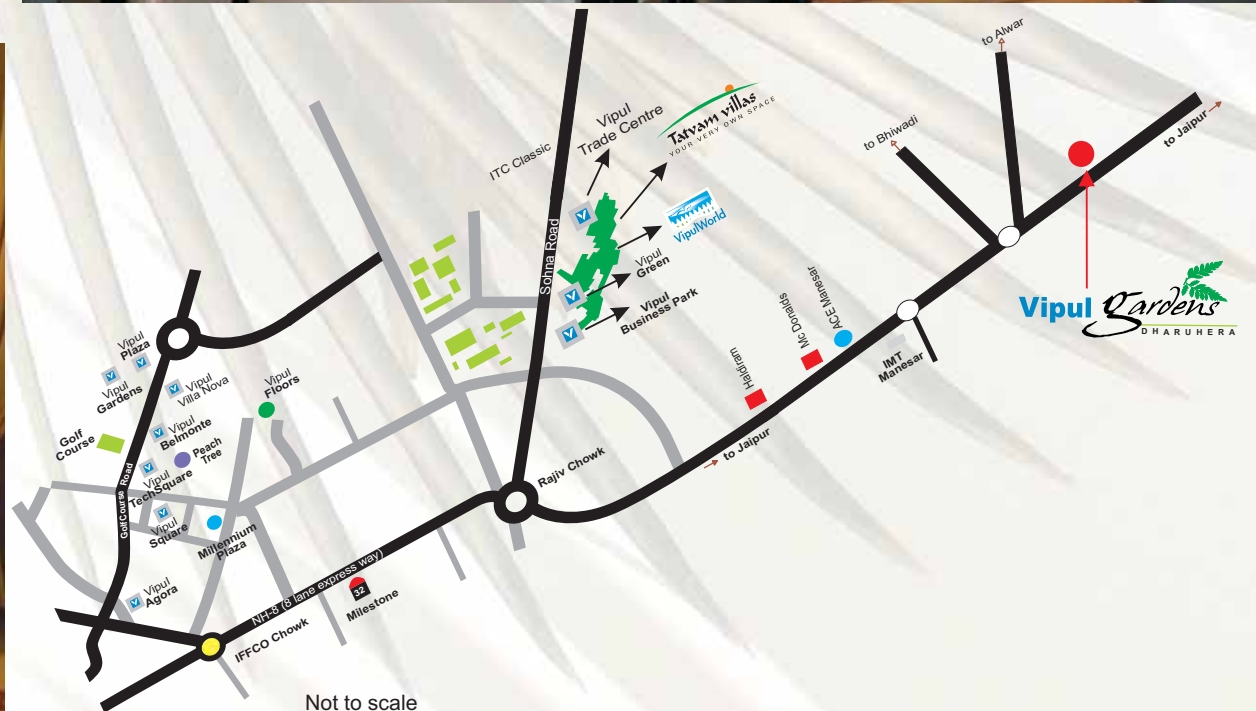 to Alwar
to Bhiwadi
to Jaipur
Tatvam villas
YOUR VERY OWN SPACE
Vipul
Trade Centre
ITC Classic
Sohna Road
VipulWorld
Vipul
Green
Vipul
Business Park
Mc Donalds
ACE Manesar
Haldiram
IMT
Manesar
Vipul gardens
DHARUHERA
to Jaipur
Rajiv Chowk
Vipul
Plaza
Vipul
Gardens
Vipul
Villa Nova
Vipul
Floors
Golf
Course
Vipul
Belmonte
Peach
Tree
Vipul
TechSquare
Golf Course Road
Vipul
Square
Millennium
Plaza
Vipul
Agora
NH-8 (8 lane express way)
32
Milestone
IFFCO Chowk
Not to scale